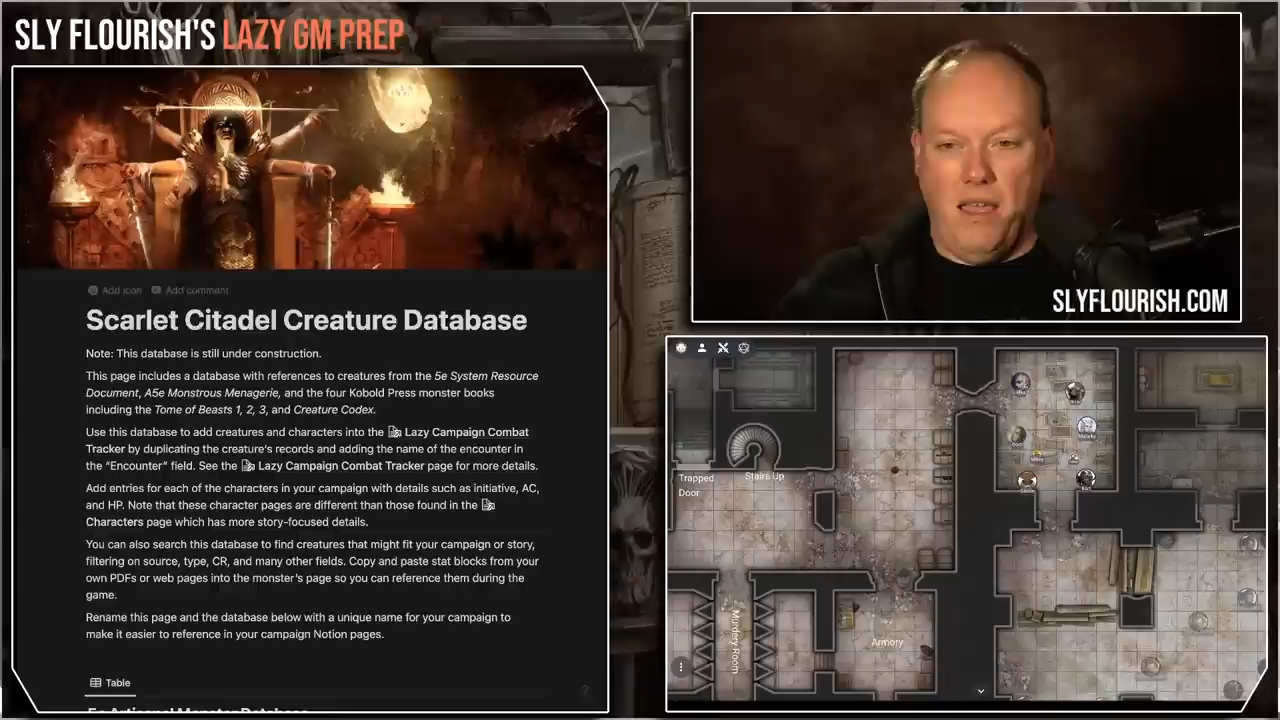 SLY FLOURISH'S LAZY GM PREP
Add icon Add comment
Scarlet Citadel Creature Database
Note: This database is still under construction.
This page includes a database with references to creatures from the 5e System Resource
Document, A5e Monstrous Menagerie, and the four Kobold Press monster books
including the Tome of Beasts 1, 2, 3, and Creature Codex.
Use this database to add creatures and characters into the Lazy Campaign Combat
Tracker by duplicating the creature's records and adding the name of the encounter in
the “Encounter” field. See the Lazy Campaign Combat Tracker page for more details.
Add entries for each of the characters in your campaign with details such as initiative, AC,
and HP. Note that these character pages are different than those found in the
Characters page which has more story-focused details.
You can also search this database to find creatures that might fit your campaign or story,
filtering on source, type, CR, and many other fields. Copy and paste stat blocks from your
own PDFs or web pages into the monster's page so you can reference them during the
game.
Rename this page and the database below with a unique name for your campaign to
make it easier to reference in your campaign Notion pages.
Table
5e Artisanal Monster Database
?
SLYFLOURISH.COM
Trapped
Door
Stairs Up
Murdery Room
Armory